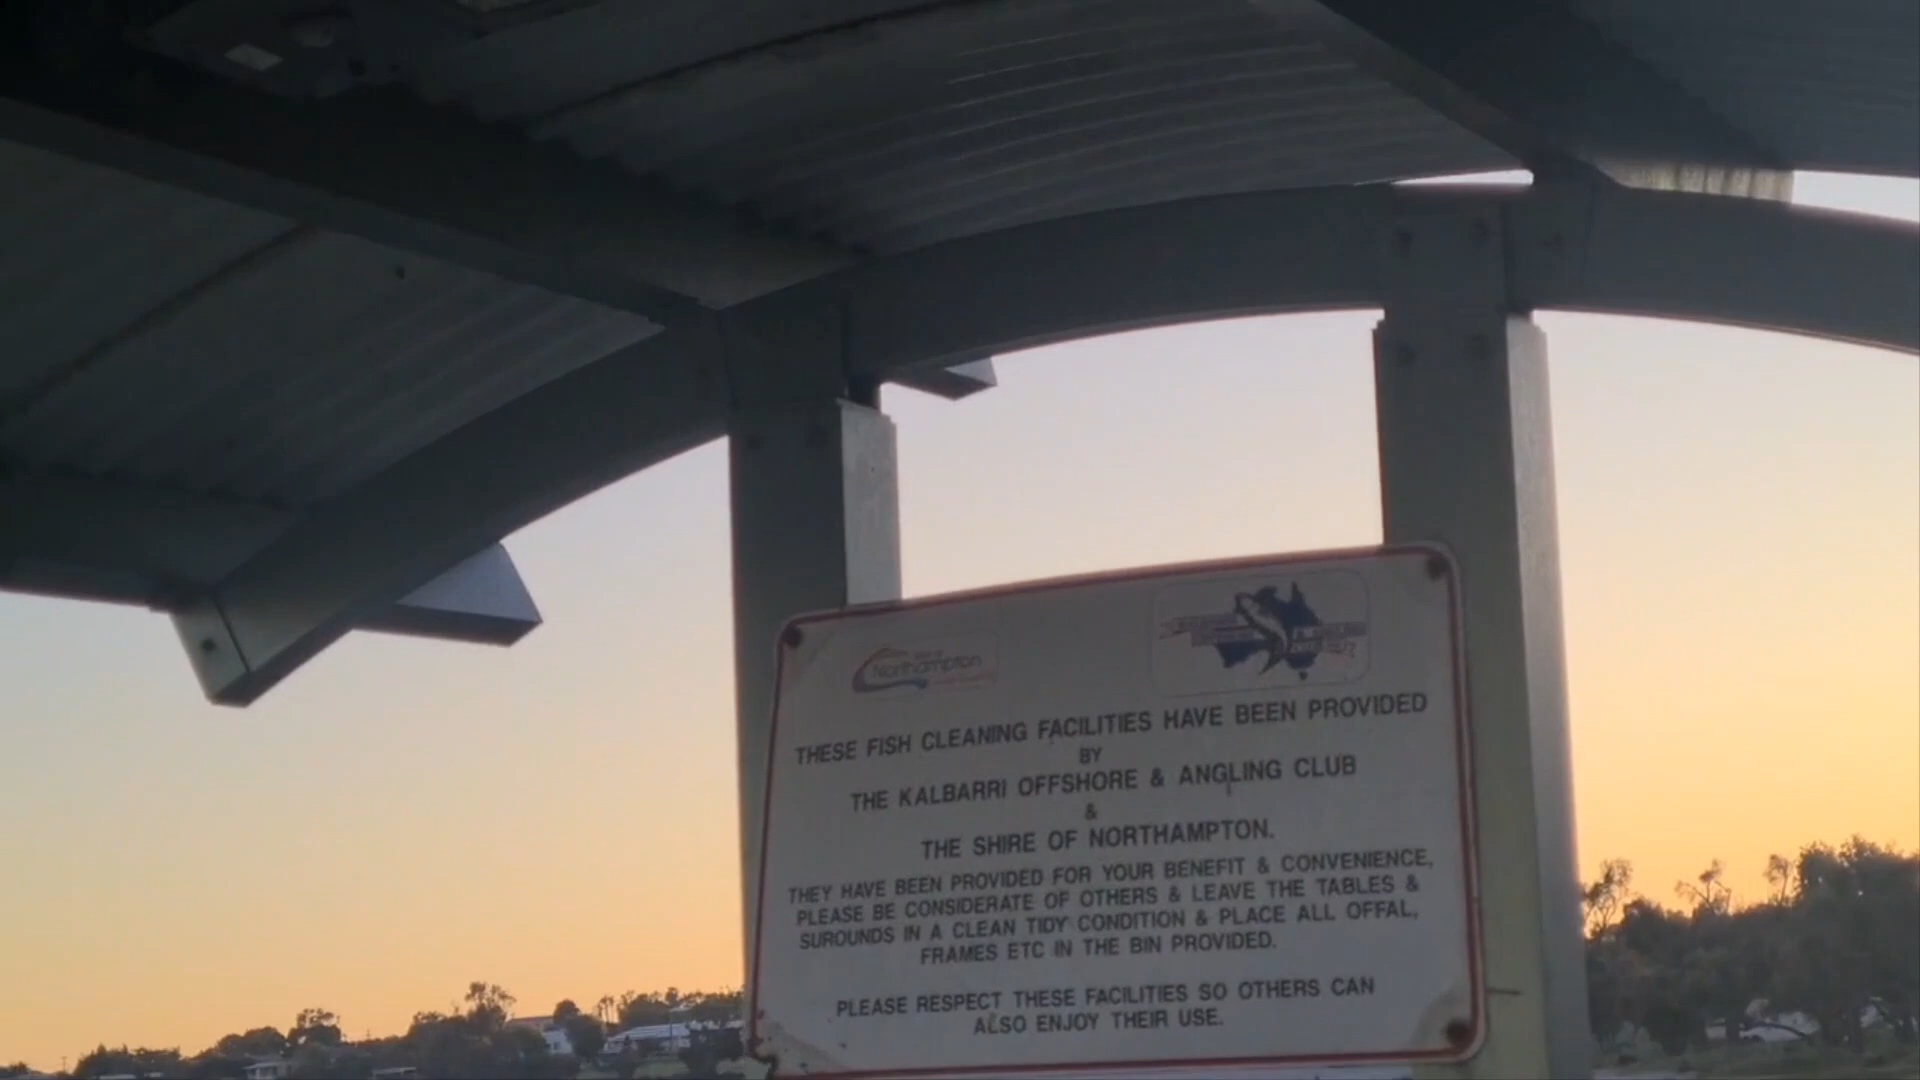 Northampton
THESE FISH CLEANING FACILITIES HAVE BEEN PROVIDED
BY
THE KALBARRI OFFSHORE & ANGLING CLUB
&
THE SHIRE OF NORTHAMPTON.
THEY HAVE BEEN PROVIDED FOR YOUR BENEFIT & CONVENIENCE,
PLEASE BE CONSIDERATE OF OTHERS & LEAVE THE TABLES &
SUROUNDS IN A CLEAN TIDY CONDITION & PLACE ALL OFFAL,
FRAMES ETC IN THE BIN PROVIDED.
PLEASE RESPECT THESE FACILITIES SO OTHERS CAN
ALSO ENJOY THEIR USE.